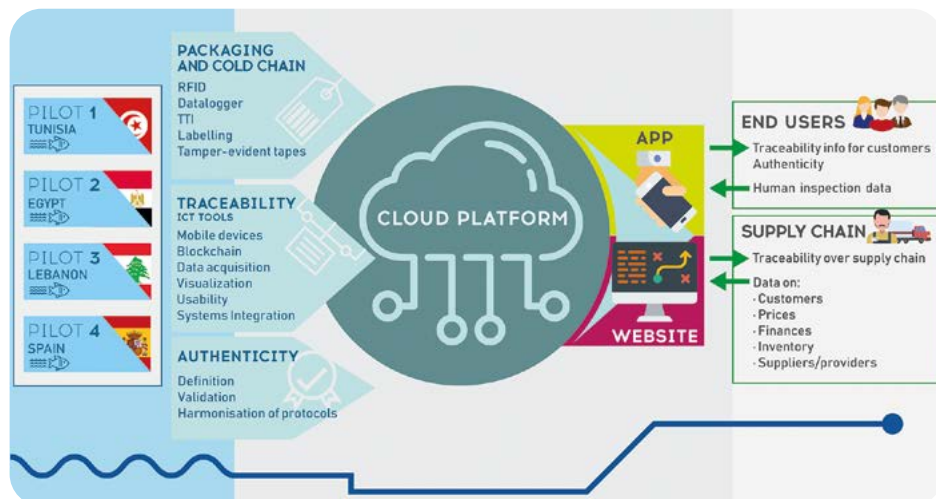 PILOT 1
TUNISIA
PILOT 2
EGYPT
PILOT 3
LEBANON
PILOT 4
SPAIN
PACKAGING
AND COLD CHAIN
RFID
Datalogger
TTI
Labelling
Tamper-evident tapes
TRACEABILITY
ICT TOOLS
Mobile devices
Blockchain
Data acquisition
Visualization
Usability
Systems Integration
AUTHENTICITY
Definition
Validation
Harmonisation of protocols
CLOUD PLATFORM
APP
WEBSITE
END USERS
Traceability info for customers
Authenticity
Human inspection data
SUPPLY CHAIN
Traceability over supply chain
Data on:
· Customers
· Prices
· Finances
· Inventory
· Suppliers/providers